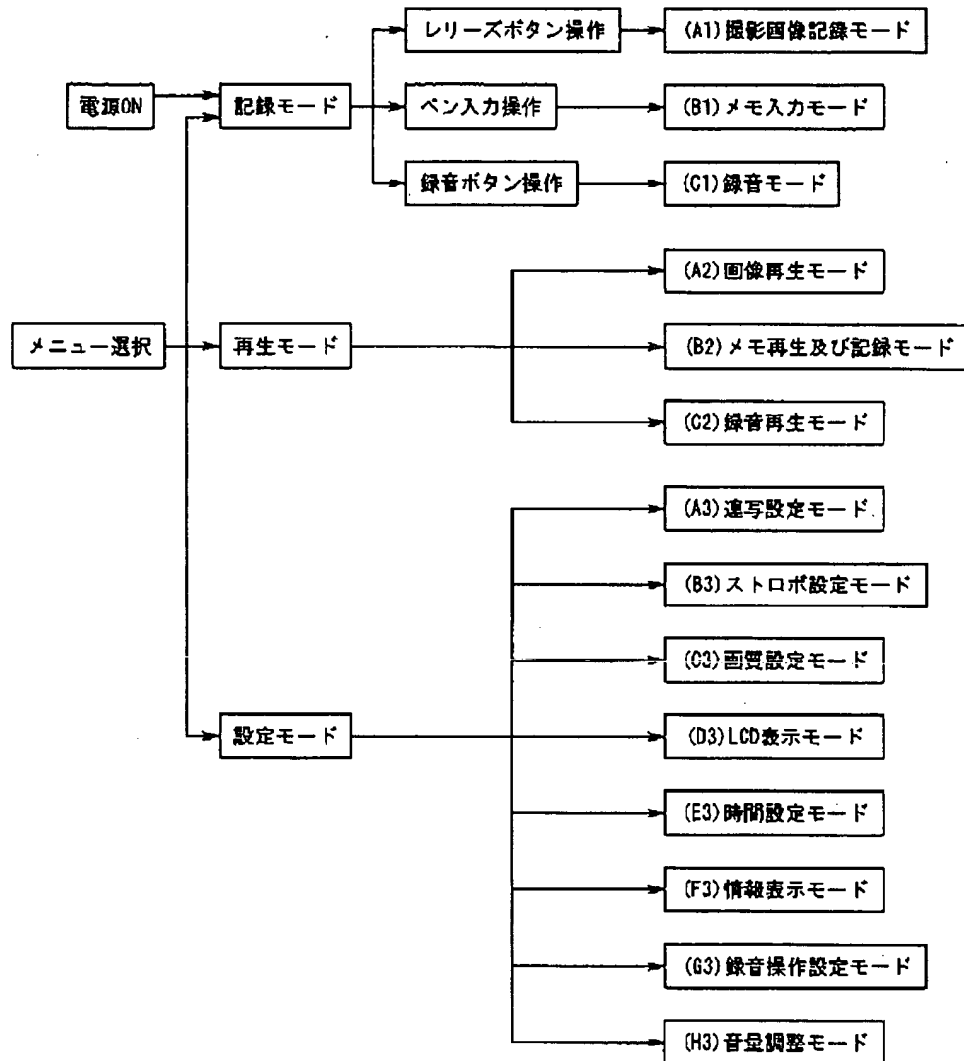 レリーズボタン操作
(A1)撮影画像記録モード
電源ON
記録モード
ペン入力操作
(B1)メモ入力モード
録音ボタン操作
(C1)録音モード
(A2)画像再生モード
メニュー選択
再生モード
(B2)メモ再生及び記録モード
(C2)録音再生モード
(A3)連写設定モード
(B3)ストロボ設定モード
(C3)画質設定モード
設定モード
(D3)LCD表示モード
(E3)時間設定モード
(F3)情報表示モード
(G3)録音操作設定モード
(H3)音量調整モード